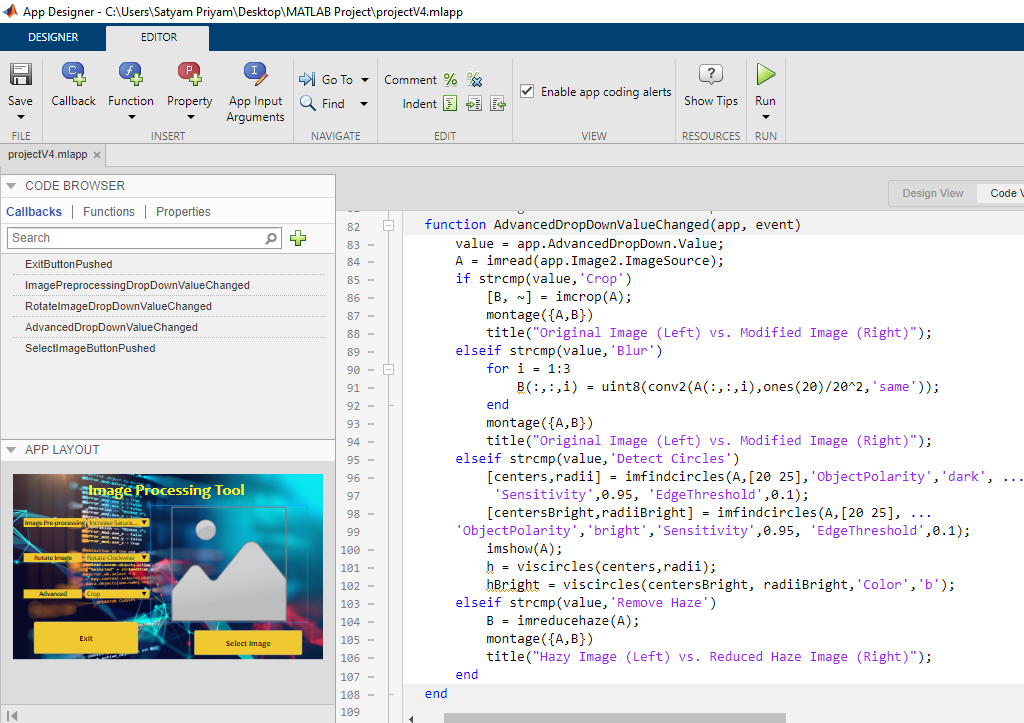 App Designer - C:\Users\Satyam Priyam\Desktop\MATLAB Project\projectV4.mlapp
DESIGNER
EDITOR
Save
Callback
Function
Property
App Input
Arguments
Go To
Find
Comment
Indent
Enable app coding alerts
Show Tips
Run
FILE
INSERT
NAVIGATE
EDIT
VIEW
RESOURCES
RUN
projectV4.mlapp
CODE BROWSER
Callbacks
Functions
Properties
Search
ExitButtonPushed
ImagePreprocessingDropDownValueChanged
RotateImageDropDownValueChanged
AdvancedDropDownValueChanged
SelectImageButtonPushed
APP LAYOUT
Image Processing Tool
Image Pre-processing
Increase Satura...
Rotate Image
Rotate Clockwise
Advanced
Crop
Exit
Select Image
Design View
Code V
82 function AdvancedDropDownValueChanged(app, event)
83 value = app.AdvancedDropDown.Value;
84 A = imread(app.Image2.ImageSource);
85 if strcmp(value,'Crop')
86 [B, ~] = imcrop(A);
87 montage({A,B})
88 title("Original Image (Left) vs. Modified Image (Right)");
89 elseif strcmp(value,'Blur')
90 for i = 1:3
91 B(:,:,i) = uint8(conv2(A(:,:,i),ones(20)/20^2,'same'));
92 end
93 montage({A,B})
94 title("Original Image (Left) vs. Modified Image (Right)");
95 elseif strcmp(value,'Detect Circles')
96 [centers,radii] = imfindcircles(A,[20 25],'ObjectPolarity','dark', ...
97 'Sensitivity',0.95, 'EdgeThreshold',0.1);
98 [centersBright,radiiBright] = imfindcircles(A,[20 25], ...
99 'ObjectPolarity','bright','Sensitivity',0.95, 'EdgeThreshold',0.1);
100 imshow(A);
101 h = viscircles(centers,radii);
102 hBright = viscircles(centersBright, radiiBright,'Color','b');
103 elseif strcmp(value,'Remove Haze')
104 B = imreducehaze(A);
105 montage({A,B})
106 title("Hazy Image (Left) vs. Reduced Haze Image (Right)");
107 end
108 end
109